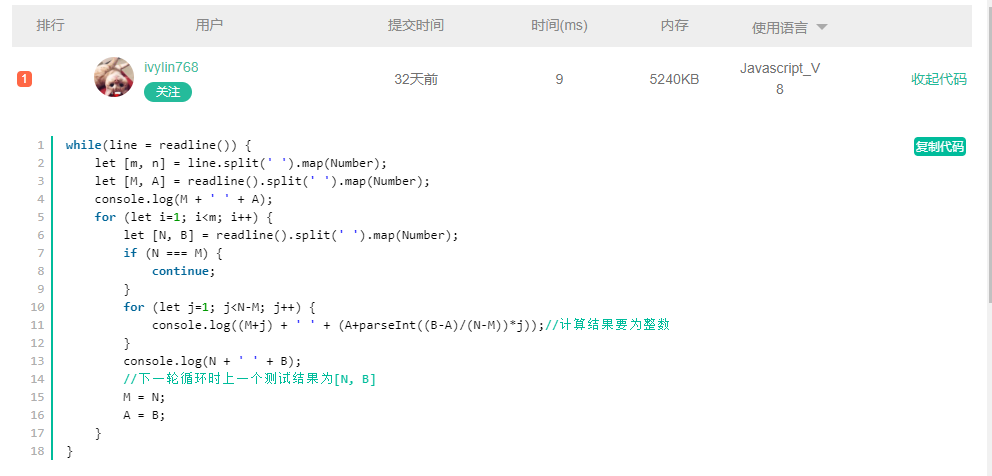 排行 用户 提交时间 时间(ms) 内存 使用语言
1 ivylin768 关注 32天前 9 5240KB Javascript_V8 收起代码
复制代码
1 while(line = readline()) {
2     let [m, n] = line.split(' ').map(Number);
3     let [M, A] = readline().split(' ').map(Number);
4     console.log(M + ' ' + A);
5     for (let i=1; i<m; i++) {
6         let [N, B] = readline().split(' ').map(Number);
7         if (N === M) {
8             continue;
9         }
10         for (let j=1; j<N-M; j++) {
11             console.log((M+j) + ' ' + (A+parseInt((B-A)/(N-M))*j));//计算结果要为整数
12         }
13         console.log(N + ' ' + B);
14         //下一轮循环时上一个测试结果为[N, B]
15         M = N;
16         A = B;
17     }
18 }